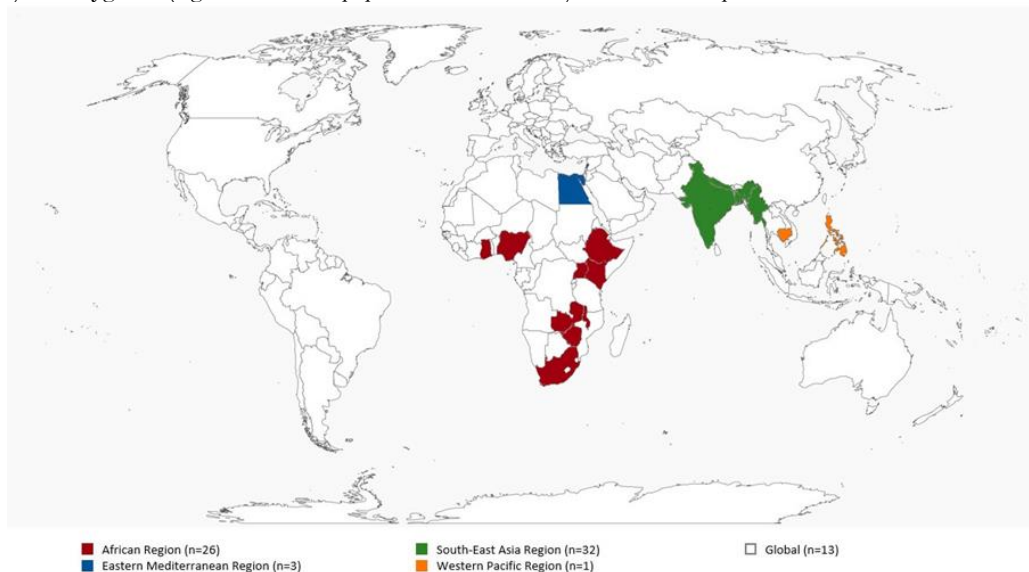 African Region (n=26)
South-East Asia Region (n=32)
Global (n=13)
Eastern Mediterranean Region (n=3)
Western Pacific Region (n=1)